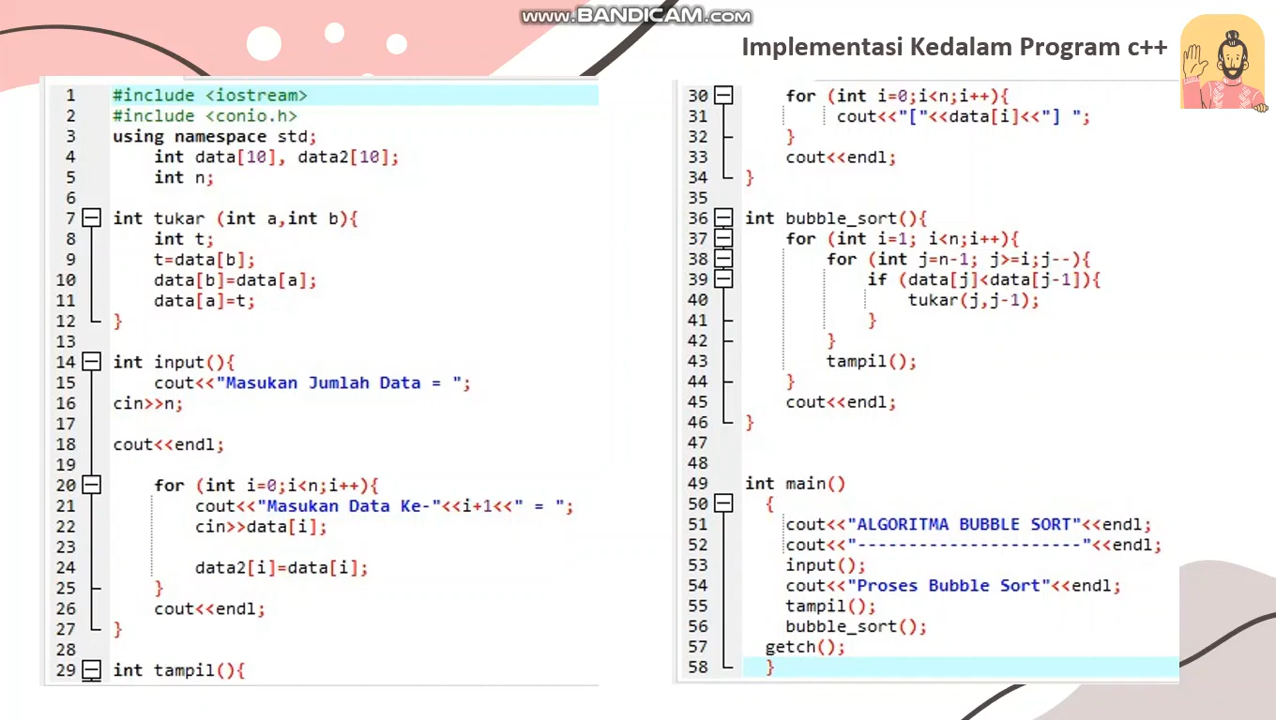 www.BANDICAM.com
Implementasi Kedalam Program c++
1 #include <iostream>
2 #include <conio.h>
3 using namespace std;
4 int data[10], data2[10];
5 int n;
6
7 int tukar (int a,int b){
8 int t;
9 t=data[b];
10 data[b]=data[a];
11 data[a]=t;
12 }
13
14 int input(){
15 cout<<"Masukan Jumlah Data = ";
16 cin>>n;
17
18 cout<<endl;
19
20 for (int i=0;i<n;i++){
21 cout<<"Masukan Data Ke-"<<i+1<<" = ";
22 cin>>data[i];
23
24 data2[i]=data[i];
25 }
26 cout<<endl;
27 }
28
29 int tampil(){
30 for (int i=0;i<n;i++){
31 cout<<"["<<data[i]<<"] ";
32 }
33 cout<<endl;
34 }
35
36 int bubble_sort(){
37 for (int i=1; i<n;i++){
38 for (int j=n-1; j>=i;j--){
39 if (data[j]<data[j-1]){
40 tukar(j,j-1);
41 }
42 }
43 tampil();
44 }
45 cout<<endl;
46 }
47
48
49 int main()
50 {
51 cout<<"ALGORITMA BUBBLE SORT"<<endl;
52 cout<<"----------------------"<<endl;
53 input();
54 cout<<"Proses Bubble Sort"<<endl;
55 tampil();
56 bubble_sort();
57 getch();
58 }